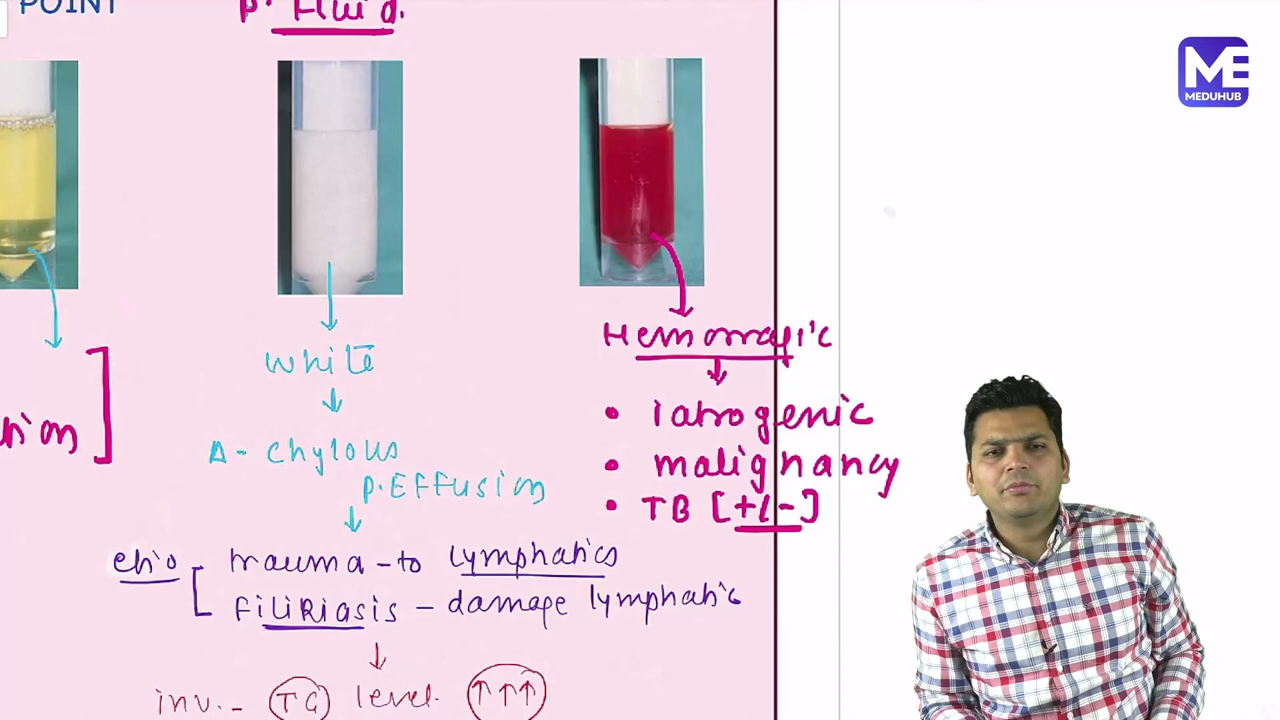 POINT
P. Fluid.
ME
MEDUHUB
White
Δ - chylous
P. Effusion
etio - trauma - to lymphatics
Filiriasis - damage lymphatic
inv. - TG level ↑↑↑
Hemorragic
• iatrogenic
• malignancy
• TB [+/-]